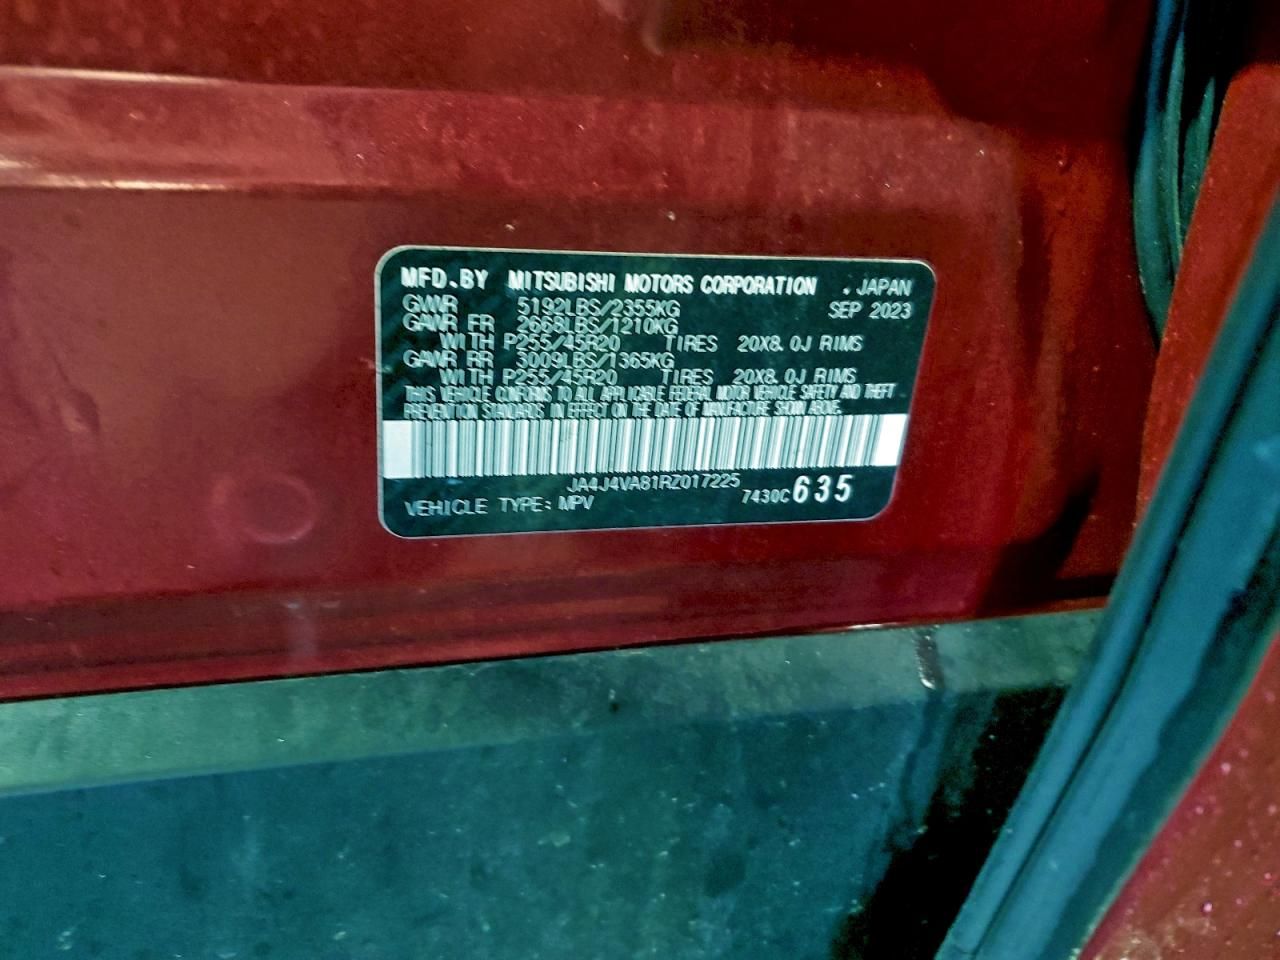 MFD.BY MITSUBISHI MOTORS CORPORATION .JAPAN
GVWR 5192LBS/2355KG SEP 2023
GAWR FR 2668LBS/1210KG
WITH P255/45R20 TIRES 20X8.0J RIMS
GAWR RR 3009LBS/1365KG
WITH P255/45R20 TIRES 20X8.0J RIMS
THIS VEHICLE CONFORMS TO ALL APPLICABLE FEDERAL MOTOR VEHICLE SAFETY AND THEFT
PREVENTION STANDARDS IN EFFECT ON THE DATE OF MANUFACTURE SHOWN ABOVE.
JA4J4VA81RZ017225
VEHICLE TYPE: MPV 7430C635